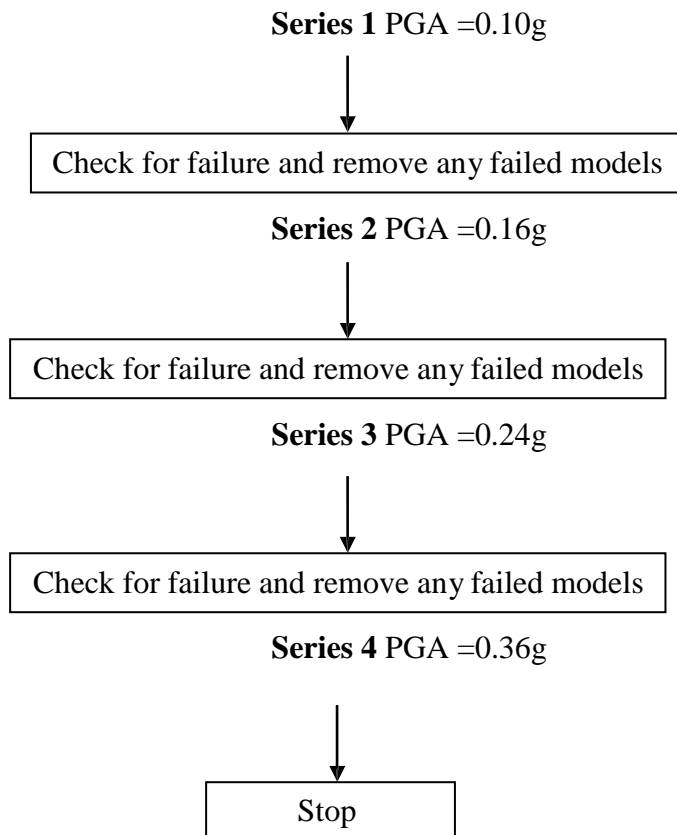 Series 1 PGA =0.10g
Check for failure and remove any failed models
Series 2 PGA =0.16g
Check for failure and remove any failed models
Series 3 PGA =0.24g
Check for failure and remove any failed models
Series 4 PGA =0.36g
Stop